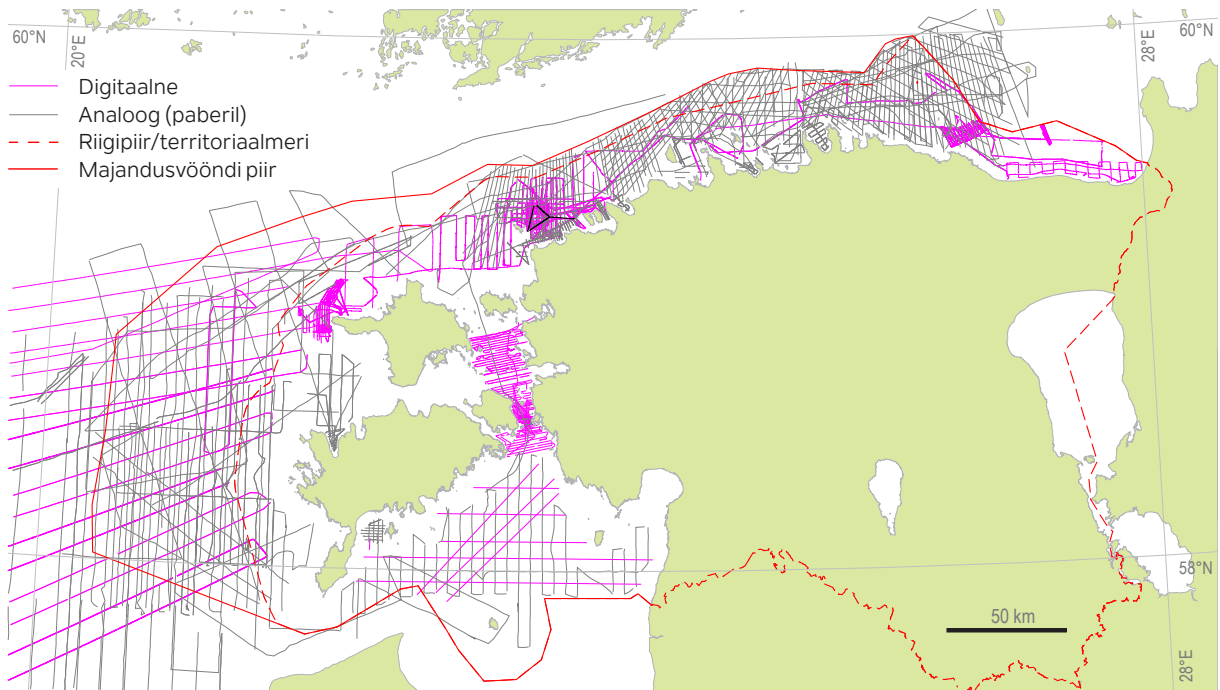 60°N
20°E
28°E
60°N
Digitaalne
Analoog (paberil)
Riigipiir/territoriaalmeri
Majandusvööndi piir
58°N
50 km
28°E